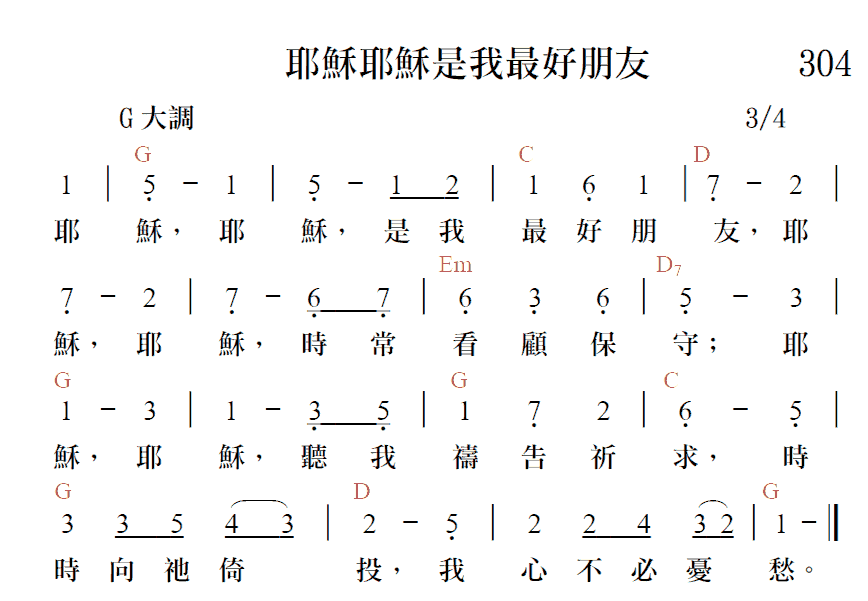 耶穌耶穌是我最好朋友 304
G 大調 3/4
G C D
1 | 5 - 1 | 5 - 1 2 | 1 6 1 | 7 - 2 |
耶 穌, 耶 穌, 是 我 最 好 朋 友, 耶
Em D7
7 - 2 | 7 - 6 7 | 6 3 6 | 5 - 3 |
穌, 耶 穌, 時 常 看 顧 保 守; 耶
G G C
1 - 3 | 1 - 3 5 | 1 7 2 | 6 - 5 |
穌, 耶 穌, 聽 我 禱 告 祈 求, 時
G D G
3 3 5 4 3 | 2 - 5 | 2 2 4 3 2 | 1 - ‖
時 向 祂 倚 投, 我 心 不 必 憂 愁。